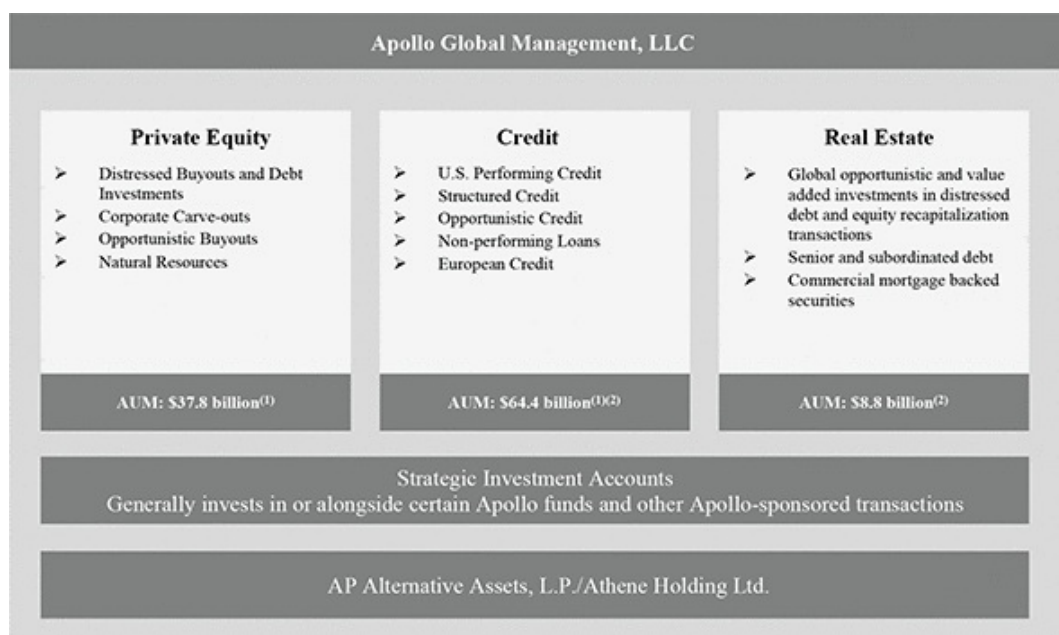 Apollo Global Management, LLC
Private Equity
➢ Distressed Buyouts and Debt
Investments
➢ Corporate Carve-outs
➢ Opportunistic Buyouts
➢ Natural Resources
AUM: $37.8 billion(1)
Credit
➢ U.S. Performing Credit
➢ Structured Credit
➢ Opportunistic Credit
➢ Non-performing Loans
➢ European Credit
AUM: $64.4 billion(1)(2)
Real Estate
➢ Global opportunistic and value
added investments in distressed
debt and equity recapitalization
transactions
➢ Senior and subordinated debt
➢ Commercial mortgage backed
securities
AUM: $8.8 billion(2)
Strategic Investment Accounts
Generally invests in or alongside certain Apollo funds and other Apollo-sponsored transactions
AP Alternative Assets, L.P./Athene Holding Ltd.